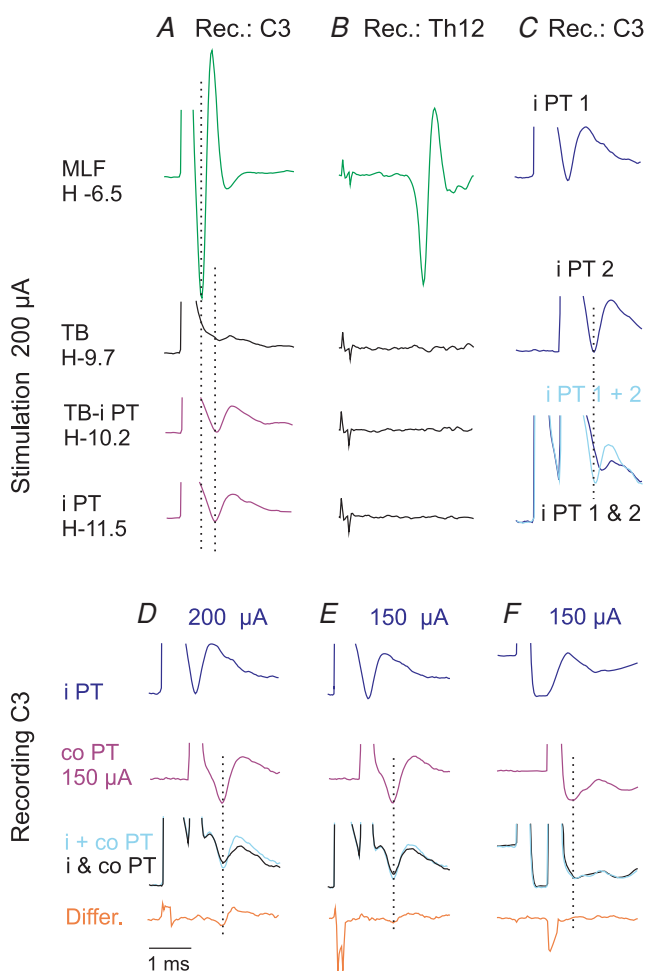 A Rec.: C3
B Rec.: Th12
C Rec.: C3
Stimulation 200 µA
MLF
H -6.5
TB
H-9.7
TB-i PT
H-10.2
i PT
H-11.5
i PT 1
i PT 2
i PT 1 + 2
i PT 1 & 2
Recording C3
D 200 µA
E 150 µA
F 150 µA
i PT
co PT
150 µA
i + co PT
i & co PT
Differ.
1 ms